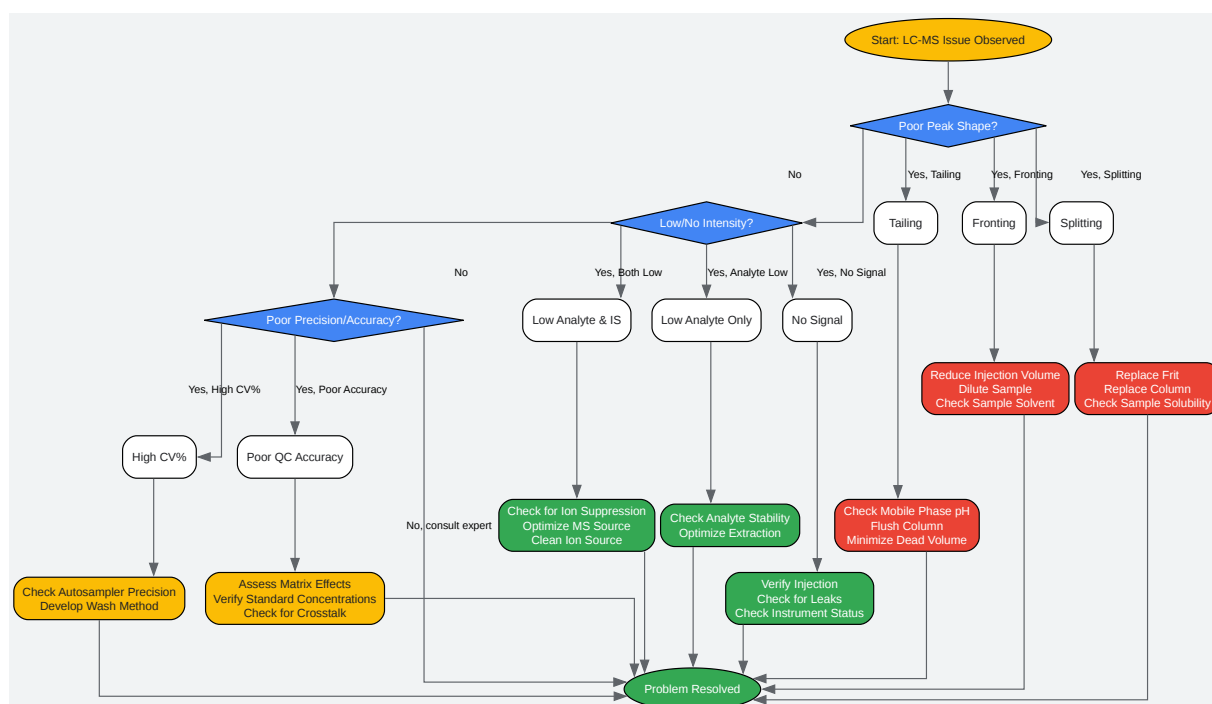 Start: LC-MS Issue Observed
Poor Peak Shape?
No
Yes, Tailing
Yes, Fronting
Yes, Splitting
Low/No Intensity?
Tailing
Fronting
Splitting
No
Yes, Both Low
Yes, Analyte Low
Yes, No Signal
Poor Precision/Accuracy?
Low Analyte & IS
Low Analyte Only
No Signal
Reduce Injection Volume
Dilute Sample
Check Sample Solvent
Replace Frit
Replace Column
Check Sample Solubility
Yes, High CV%
Yes, Poor Accuracy
High CV%
Poor QC Accuracy
No, consult expert
Check for Ion Suppression
Optimize MS Source
Clean Ion Source
Check Analyte Stability
Optimize Extraction
Check Mobile Phase pH
Flush Column
Minimize Dead Volume
Check Autosampler Precision
Develop Wash Method
Assess Matrix Effects
Verify Standard Concentrations
Check for Crosstalk
Verify Injection
Check for Leaks
Check Instrument Status
Problem Resolved